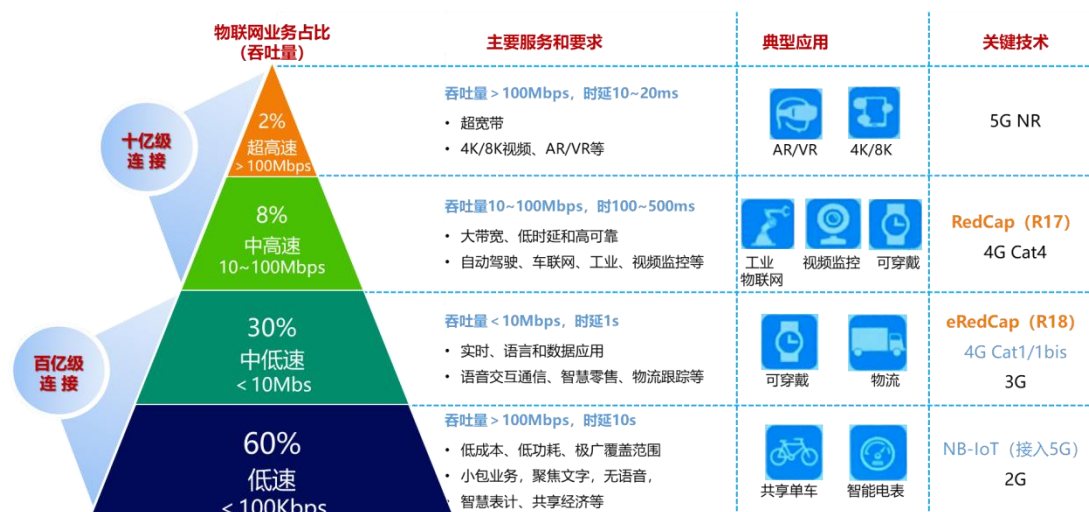 物联网业务占比
（吞吐量）
主要服务和要求
典型应用
关键技术
十亿级
连 接
2%
超高速
＞100Mbps
吞吐量＞100Mbps，时延10~20ms
• 超宽带
• 4K/8K视频、AR/VR等
AR/VR
4K/8K
5G NR
8%
中高速
10~100Mbps
吞吐量10~100Mbps，时100~500ms
• 大带宽、低时延和高可靠
• 自动驾驶、车联网、工业、视频监控等
工业
物联网
视频监控
可穿戴
RedCap（R17）
4G Cat4
百亿级
连 接
30%
中低速
＜10Mbs
吞吐量＜10Mbps，时延1s
• 实时、语言和数据应用
• 语音交互通信、智慧零售、物流跟踪等
可穿戴
物流
eRedCap（R18）
4G Cat1/1bis
3G
60%
低速
＜100Kbps
吞吐量＞100Mbps，时延10s
• 低成本、低功耗、极广覆盖范围
• 小包业务，聚焦文字，无语音，
• 智慧表计、共享经济等
共享单车
智能电表
NB-IoT（接入5G）
2G